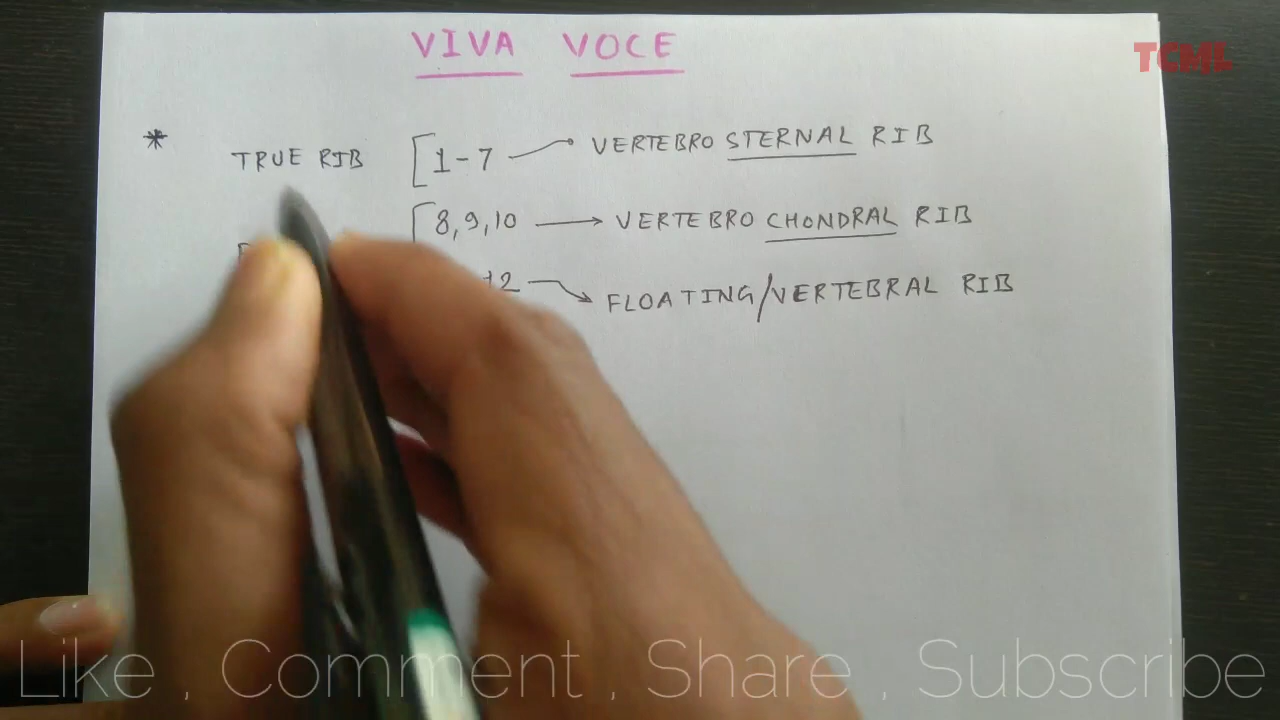 VIVA VOCE
TCML
* TRUE RIB [1-7 → VERTEBRO STERNAL RIB
[8,9,10 → VERTEBRO CHONDRAL RIB
12 → FLOATING/VERTEBRAL RIB
Like , Comment , Share , Subscribe